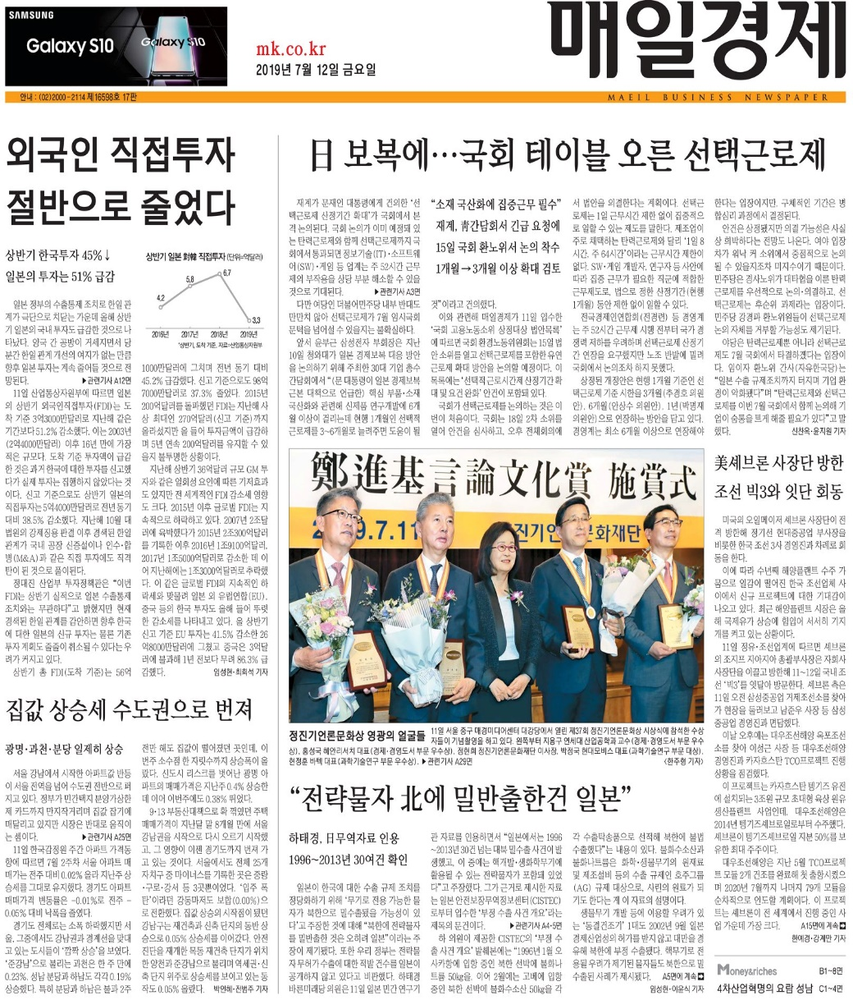 SAMSUNG
Galaxy S10
Galaxy S10
mk.co.kr
2019년 7월 12일 금요일
매일경제
안내 : (02)2000-2114 제16598호 17판
MAEIL BUSINESS NEWSPAPER
외국인 직접투자
절반으로 줄었다
상반기 한국투자 45%↓
일본의 투자는 51% 급감
상반기 일본 對韓 직접투자 (단위=억달러)
4.2
5.8
6.7
3.3
2016년 2017년 2018년 2019년
*상반기, 도착 기준. 자료=산업통상자원부
일본 정부의 수출통제 조치로 한일 관
계가 극단으로 치닫는 가운데 올해 상반
기 일본의 국내 투자도 급감한 것으로 나
타났다. 양국 간 공방이 거세지면서 당
분간 한일 관계 개선의 여지가 없는 만큼
향후 일본 투자는 계속 줄어들 것으로 전
망된다. ▶관련기사 A12면
11일 산업통상자원부에 따르면 일본
의 상반기 외국인직접투자(FDI)는 도
착 기준 3억3000만달러로 지난해 같은
기간보다 51.2% 감소했다. 이는 2003년
(2억4000만달러) 이후 16년 만에 가장
적은 규모다. 도착 기준 투자액이 급감
한 것은 과거 한국에 대한 투자를 신고했
다가 실제 투자는 집행하지 않았다는 것
이다. 신고 기준으로도 상반기 일본의
직접투자는 5억4000만달러로 전년 동기
대비 38.5% 감소했다. 지난해 10월 대
법원의 강제징용 판결 이후 경색된 한일
관계가 국내 공장 신증설이나 인수·합
병(M&A)과 같은 직접 투자에도 직격
탄이 된 것으로 풀이된다.
정대진 산업부 투자정책관은 “이번
FDI는 상반기 실적으로 일본 수출통제
조치와는 무관하다”고 밝혔지만 현재
경색된 한일 관계를 감안하면 향후 한국
에 대한 일본의 신규 투자는 물론 기존
투자 계획도 줄줄이 취소될 수 있다는 우
려가 커지고 있다.
상반기 총 FDI(도착 기준)는 56억
1000만달러에 그치며 전년 동기 대비
45.2% 급감했다. 신고 기준으로도 98억
7000만달러로 37.3% 줄었다. 2015년
200억달러를 돌파했던 FDI는 지난해 사
상 최대인 270억달러(신고 기준)까지
올라섰지만 올 들어 투자금액이 급감하
며 5년 연속 200억달러를 유지할 수 있
을지 불투명한 상황이다.
지난해 상반기 36억달러 규모 GM 투
자와 같은 일회성 요인에 따른 기저효과
도 있지만 전 세계적인 FDI 감소세 영향
도 크다. 2015년 이후 글로벌 FDI는 지
속적으로 하락하고 있다. 2007년 2조달
러에 육박했다가 2015년 2조300억달러
를 기록한 이후 2016년 1조9100억달러,
2017년 1조5000억달러로 감소한 데 이
어 지난해에는 1조3000억달러로 추락했
다. 이 같은 글로벌 FDI의 지속적인 하
락세와 맞물려 일본 외 유럽연합(EU),
중국 등의 한국 투자도 올해 들어 뚜렷
한 감소세를 나타내고 있다. 올 상반기
신고 기준 EU 투자는 41.5% 감소한 26
억8000만달러에 그쳤고 중국은 3억달
러에 불과해 1년 전보다 무려 86.3% 급
감했다. 임성현·최희석 기자
집값 상승세 수도권으로 번져
광명·과천·분당 일제히 상승
서울 강남에서 시작한 아파트값 반등
이 서울 전역을 넘어 수도권 전반으로 퍼
지고 있다. 정부가 민간택지 분양가상한
제 카드까지 만지작거리며 집값 잡기에
매달리고 있지만 시장은 반대로 움직이
는 셈이다. ▶관련기사 A25면
11일 한국감정원 주간 아파트 가격동
향에 따르면 7월 2주차 서울 아파트 매
매가는 전주 대비 0.02% 올라 지난주 상
승세를 그대로 유지했다. 경기도 아파트
매매가격 변동률은 -0.01%로 전주 -
0.05% 대비 낙폭을 줄였다.
경기도 전체로는 소폭 하락했지만 서
울, 그중에서도 강남권과 경계선을 맞대
고 있는 도시들이 ‘깜짝 상승’을 보였다.
‘준강남’으로 불리는 과천은 한 주 만에
0.23%, 성남 분당과 하남도 각각 0.19%
상승했다. 특히 분당과 하남은 불과 2주
전만 해도 집값이 떨어졌던 곳인데, 이
번주 소수점 한 자릿수까지 상승폭이 올
랐다. 신도시 리스크를 벗어난 광명 아
파트의 매매가격은 지난주 0.4% 상승한
데 이어 이번주에도 0.38% 뛰었다.
9·13 부동산대책으로 확 꺾였던 주택
매매가격이 지난달 말 8개월 만에 서울
강남권을 시작으로 다시 오르기 시작했
고, 그 영향이 이젠 경기도까지 번져 가
고 있는 것이다. 서울에서도 전체 25개
자치구 중 마이너스를 기록한 곳은 중랑
·구로·강서 등 3곳뿐이었다. ‘입주 폭
탄’이라던 강동마저도 보합(0.00%)으
로 전환했다. 집값 상승의 시작점이 됐던
강남구는 재건축과 신축 단지의 동반 상
승으로 0.05% 상승세를 이어갔다. 안전
진단을 재개한 목동 재건축 단지가 위치
한 양천과 준강남으로 불리며 역세권·신
축 단지 위주로 상승세를 보이고 있는 동
작도 0.05% 올랐다. 박인혜·전범주 기자
日 보복에…국회 테이블 오른 선택근로제
“소재 국산화에 집중근무 필수”
재계, 靑간담회서 긴급 요청에
15일 국회 환노위서 논의 착수
1개월→3개월 이상 확대 검토
재계가 문재인 대통령에게 건의한 ‘선
택근로제 산정기간 확대’가 국회에서 본
격 논의된다. 국회 논의가 이미 예정돼 있
는 탄력근로제와 함께 선택근로제까지 국
회에서 통과되면 정보기술(IT)·소프트웨
어(SW)·게임 등 업계는 주 52시간 근무
제의 부작용을 상당 부분 해소할 수 있을
것으로 기대된다. ▶관련기사 A3면
다만 여당인 더불어민주당 내부 반대도
만만치 않아 선택근로제가 7월 임시국회
문턱을 넘어설 수 있을지는 불확실하다.
앞서 윤부근 삼성전자 부회장은 지난
10일 청와대가 일본 경제보복 대응 방안
을 논의하기 위해 주최한 30대 기업 총수
간담회에서 “(문 대통령이 일본 경제보복
근본 대책으로 언급한) 핵심 부품·소재
국산화와 관련해 신제품 연구개발에 6개
월 이상이 걸리는데 현행 1개월인 선택적
근로제를 3~6개월로 늘려주면 도움이 될
것”이라고 건의했다.
이와 관련해 매일경제가 11일 입수한
‘국회 고용노동소위 상정대상 법안목록’
에 따르면 국회 환경노동위원회는 15일 법
안 소위를 열고 선택근로제를 포함한 유연
근로제 확대 방안을 논의할 예정이다. 이
목록에는 ‘선택적근로시간제 산정기간 확
대 및 요건 완화’ 안건이 포함돼 있다.
국회가 선택근로제를 논의하는 것은 이
번이 처음이다. 국회는 18일 2차 소위를
열어 안건을 심사하고, 오후 전체회의에
서 법안을 의결한다는 계획이다. 선택근
로제는 1일 근무시간 제한 없이 집중적으
로 일할 수 있는 제도를 말한다. 제조업이
주로 채택하는 탄력근로제와 달리 ‘1일 8
시간, 주 64시간’이라는 근무시간 제한이
없다. SW·게임 개발자, 연구자 등 사안에
따라 집중 근무가 필요한 직군에 적합한
근무제도로, 법으로 정한 산정기간(현행
1개월) 동안 제한 없이 일할 수 있다.
전국경제인연합회(전경련) 등 경영계
는 주 52시간 근무제 시행 전부터 국가 경
쟁력 저하를 우려하며 선택근로제 산정기
간 연장을 요구했지만 노조 반발에 밀려
국회에서 논의조차 하지 못했다.
상정된 개정안은 현행 1개월 기준인 선
택근로제 기준 시한을 3개월(추경호 의원
안), 6개월(안상수 의원안), 1년(박명재
의원안)으로 연장하는 방안을 담고 있다.
경영계는 최소 6개월 이상으로 연장해야
한다는 입장이지만, 구체적인 기간은 병
합심리 과정에서 결정된다.
안건은 상정됐지만 의결 가능성은 사실
상 희박하다는 전망도 나온다. 여야 입장
차가 워낙 커 소위에서 중점적으로 논의
될 수 있을지조차 미지수이기 때문이다.
민주당은 경사노위가 대타협을 이룬 탄력
근로제를 우선적으로 논의·의결하고, 선
택근로제는 후순위 과제라는 입장이다.
민주당 강경파 환노위원들이 선택근로제
논의 자체를 거부할 가능성도 제기된다.
야당은 탄력근로제뿐 아니라 선택근로
제도 7월 국회에서 타결하겠다는 입장이
다. 임이자 환노위 간사(자유한국당)는
“일본 수출 규제조치까지 터지며 기업 환
경이 악화됐다”며 “탄력근로제와 선택근
로제를 이번 7월 국회에서 함께 논의해 기
업이 숨통을 트게 해줄 필요가 있다”고 말
했다. 신찬옥·윤지원 기자
鄭進基言論文化賞 施賞式
2019.7.11
정진기언론문화재단
정진기언론문화상 영광의 얼굴들 11일 서울 중구 매경미디어센터 대강당에서 열린 제37회 정진기언론문화상 시상식에 참석한 수상
자들이 기념촬영을 하고 있다. 왼쪽부터 지용구 연세대 산업공학과 교수(경제·경영도서 부문 우수
상), 홍성국 혜안리서치 대표(경제·경영도서 부문 우수상), 정현희 정진기언론문화재단 이사장, 박정국 현대모비스 대표(과학기술연구 부문 대상),
현정훈 바텍 대표(과학기술연구 부문 우수상). ▶관련기사 A29면 〈한주형 기자〉
“전략물자 北에 밀반출한건 일본”
하태경, 日무역자료 인용
1996~2013년 30여건 확인
일본이 한국에 대한 수출 규제 조치를
정당화하기 위해 ‘무기로 전용 가능한 물
자가 북한으로 밀수출됐을 가능성이 있
다’고 주장한 것에 대해 “북한에 전략물자
를 밀반출한 것은 오히려 일본”이라는 주
장이 제기됐다. 또한 우리 정부는 전략물
자 무허가 수출에 대한 적발 건수를 일본이
공개하지 않고 있다고 비판했다. 하태경
바른미래당 의원은 11일 일본 민간 연구기
관 자료를 인용하면서 “일본에서는 1996
~2013년 30건 넘는 대북 밀수출 사건이 발
생했고, 이 중에는 핵개발·생화학무기에
활용될 수 있는 전략물자가 포함돼 있었
다”고 주장했다. 그가 근거로 제시한 자료
는 일본 안전보장무역정보센터(CISTEC)
로부터 입수한 ‘부정 수출 사건 개요’라는
제목의 문건이다. ▶관련기사 A4·5면
하 의원이 제공한 CISTEC의 ‘부정 수
출 사건 개요’ 발췌본에는 “1996년 1월 오
사카항에 입항 중인 북한 선박에 불화나
트륨 50㎏을, 이어 2월에는 고베에 입항
중인 북한 선박에 불화수소산 50㎏을 각
각 수출탁송품으로 선적해 북한에 불법
수출했다”는 내용이 있다. 불화수소산과
불화나트륨은 화학·생물무기의 원재료
및 제조설비 등의 수출 규제인 호주그룹
(AG) 규제 대상으로, 사린의 원료가 되
기도 한다는 게 이 자료의 설명이다.
생물무기 개발 등에 이용할 우려가 있
는 ‘동결건조기’ 1대도 2002년 9월 일본
경제산업성의 허가를 받지 않고 대만을 경
유해 북한에 부정 수출됐다. 핵무기로 전
용될 우려가 제기된 물자들도 북한으로 밀
수출된 사례가 제시됐다. A5면에 계속
임성현·이윤식 기자
美셰브론 사장단 방한
조선 빅3와 잇단 회동
미국의 오일메이저 셰브론 사장단이 전
격 방한해 정기선 현대중공업 부사장을
비롯한 한국 조선 3사 경영진과 차례로 회
동을 한다.
이에 따라 수년째 해양플랜트 수주 가
뭄으로 일감이 떨어진 한국 조선업체 사
이에서 신규 프로젝트에 대한 기대감이
나오고 있다. 최근 해양플랜트 시장은 올
해 국제유가 상승에 힘입어 서서히 기지
개를 켜고 있는 상황이다.
11일 정유·조선업계에 따르면 셰브론
의 조지프 지아지아 총괄부사장은 자회사
사장단을 이끌고 방한해 11~12일 국내 조
선 ‘빅3’를 잇달아 방문한다. 셰브론 측은
11일 오전 삼성중공업 거제조선소를 찾아
가 현장을 둘러보고 남준우 사장 등 삼성
중공업 경영진과 면담했다.
이날 오후에는 대우조선해양 옥포조선
소를 찾아 이성근 사장 등 대우조선해양
경영진과 카자흐스탄 TCO프로젝트 진행
상황을 점검했다.
이 프로젝트는 카자흐스탄 텡기즈 유전
에 설치되는 3조원 규모 초대형 육상 원유
생산플랜트 사업인데, 대우조선해양은
2014년 텡기즈셰브로일로부터 수주했다.
셰브론이 텡기즈셰브로일 지분 50%를 보
유한 최대 주주이다.
대우조선해양은 지난 5월 TCO프로젝
트 모듈 2개 건조를 완료해 첫 출항시켰으
며 2020년 7월까지 나머지 79개 모듈을
순차적으로 인도할 계획이다. 이 프로젝
트는 셰브론이 전 세계에서 진행 중인 사
업 가운데 가장 크다. A15면에 계속
한예경·강계만 기자
Money&riches B1~8면
4차산업혁명의 요람 성남 C1~4면